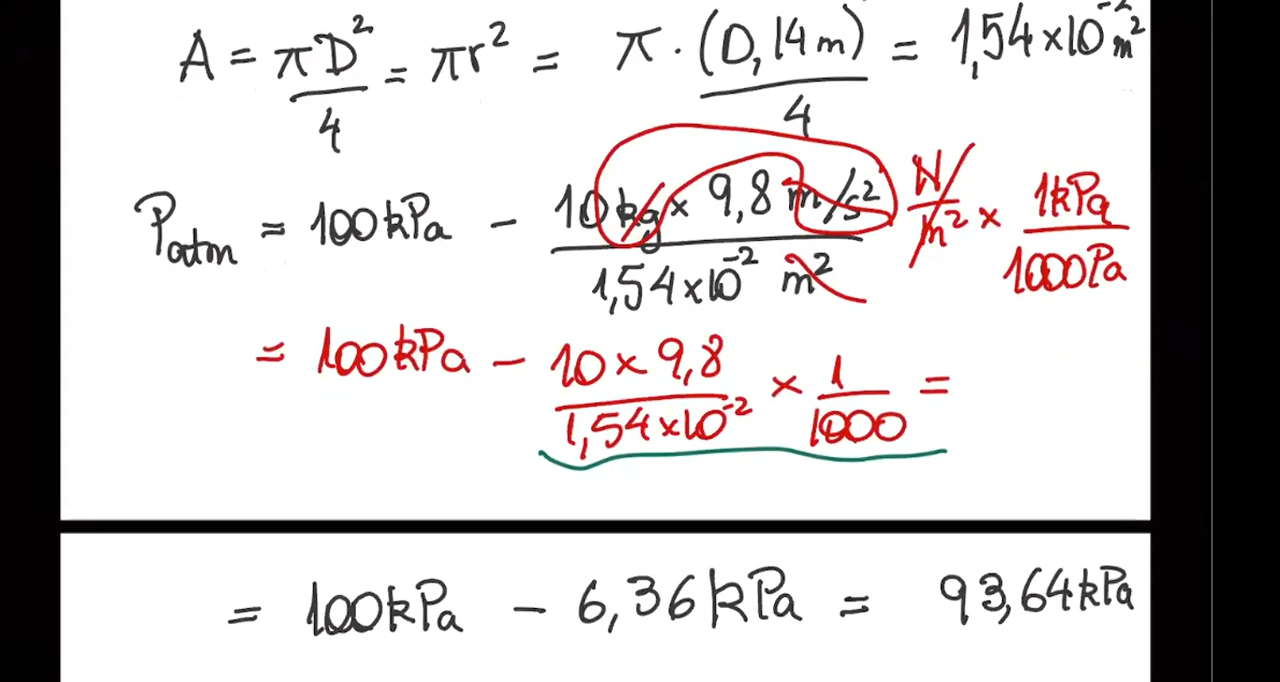 A = πD²/4 = πr² = π · (0,14m)/4 = 1,54×10⁻² m²
Patm = 100kPa − 10kg × 9,8 m/s² / 1,54×10⁻² m² N/m² × 1kPa/1000Pa
= 100kPa − 10×9,8 / 1,54×10⁻² × 1/1000 =
= 100kPa − 6,36kPa = 93,64kPa